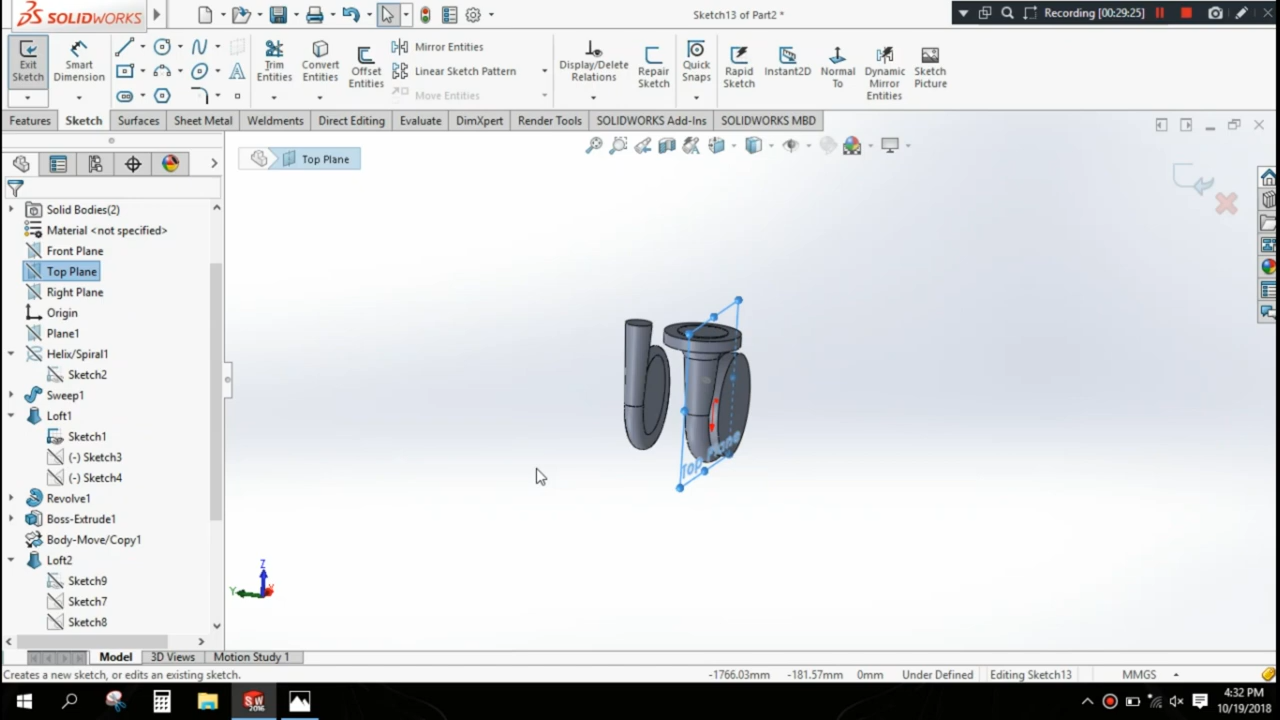 SOLIDWORKS
Sketch13 of Part2 *
Recording [00:29:25]
Exit Sketch
Smart Dimension
Trim Entities
Convert Entities
Offset Entities
Mirror Entities
Linear Sketch Pattern
Move Entities
Display/Delete Relations
Repair Sketch
Quick Snaps
Rapid Sketch
Instant2D
Normal To
Dynamic Mirror Entities
Sketch Picture
Features
Sketch
Surfaces
Sheet Metal
Weldments
Direct Editing
Evaluate
DimXpert
Render Tools
SOLIDWORKS Add-Ins
SOLIDWORKS MBD
Top Plane
Solid Bodies(2)
Material <not specified>
Front Plane
Top Plane
Right Plane
Origin
Plane1
Helix/Spiral1
Sketch2
Sweep1
Loft1
Sketch1
(-) Sketch3
(-) Sketch4
Revolve1
Boss-Extrude1
Body-Move/Copy1
Loft2
Sketch9
Sketch7
Sketch8
Top Plane
Z
Y
Model
3D Views
Motion Study 1
Creates a new sketch, or edits an existing sketch.
-1766.03mm
-181.57mm
0mm
Under Defined
Editing Sketch13
MMGS
SW
2016
4:32 PM
10/19/2018